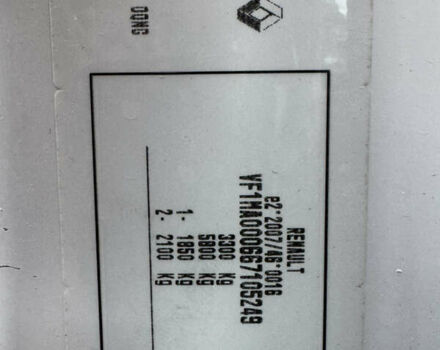 RENAULT
e2*2007/46*0016
VF1MA000667105249
3300 Kg
5800 Kg
1- 1850 Kg
2- 2100 Kg